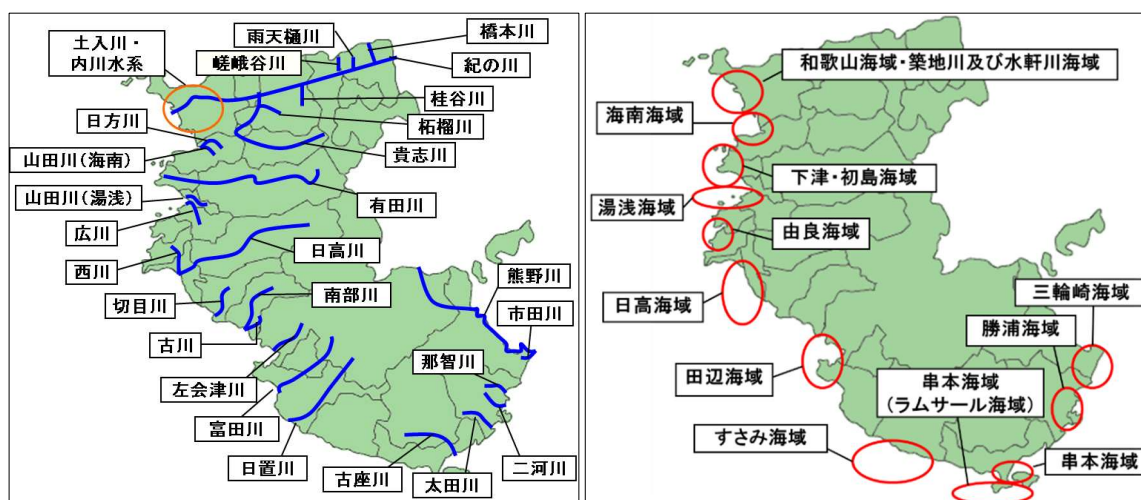 土入川・
内川水系
雨天樋川
橋本川
嵯峨谷川
紀の川
桂谷川
日方川
柘榴川
山田川(海南)
貴志川
山田川(湯浅)
有田川
広川
西川
日高川
熊野川
切目川
南部川
市田川
古川
那智川
左会津川
富田川
日置川
古座川
太田川
二河川
和歌山海域・築地川及び水軒川海域
海南海域
下津・初島海域
湯浅海域
由良海域
日高海域
三輪崎海域
勝浦海域
田辺海域
串本海域
(ラムサール海域)
すさみ海域
串本海域